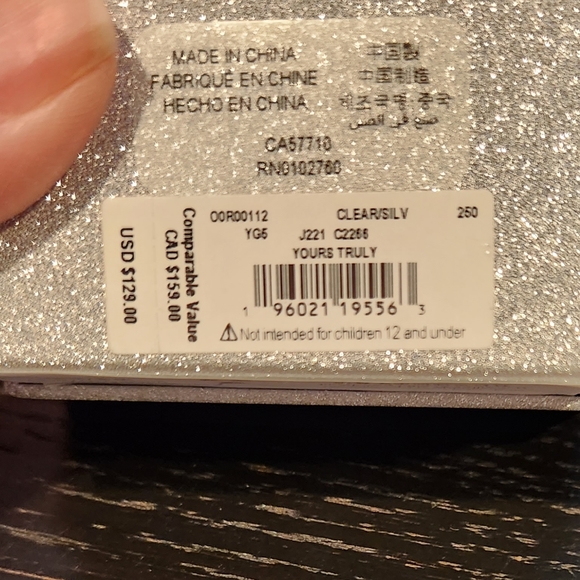 MADE IN CHINA
FABRIQUÉ EN CHINE
HECHO EN CHINA
中国製
中国制造
제조국명: 중국
صنع في الصين
CA57710
RN0102760
OOR00112 CLEAR/SILV 250
YG5 J221 C2266
YOURS TRULY
1 96021 19556 3
⚠Not intended for children 12 and under
Comparable Value
CAD $159.00
USD $129.00